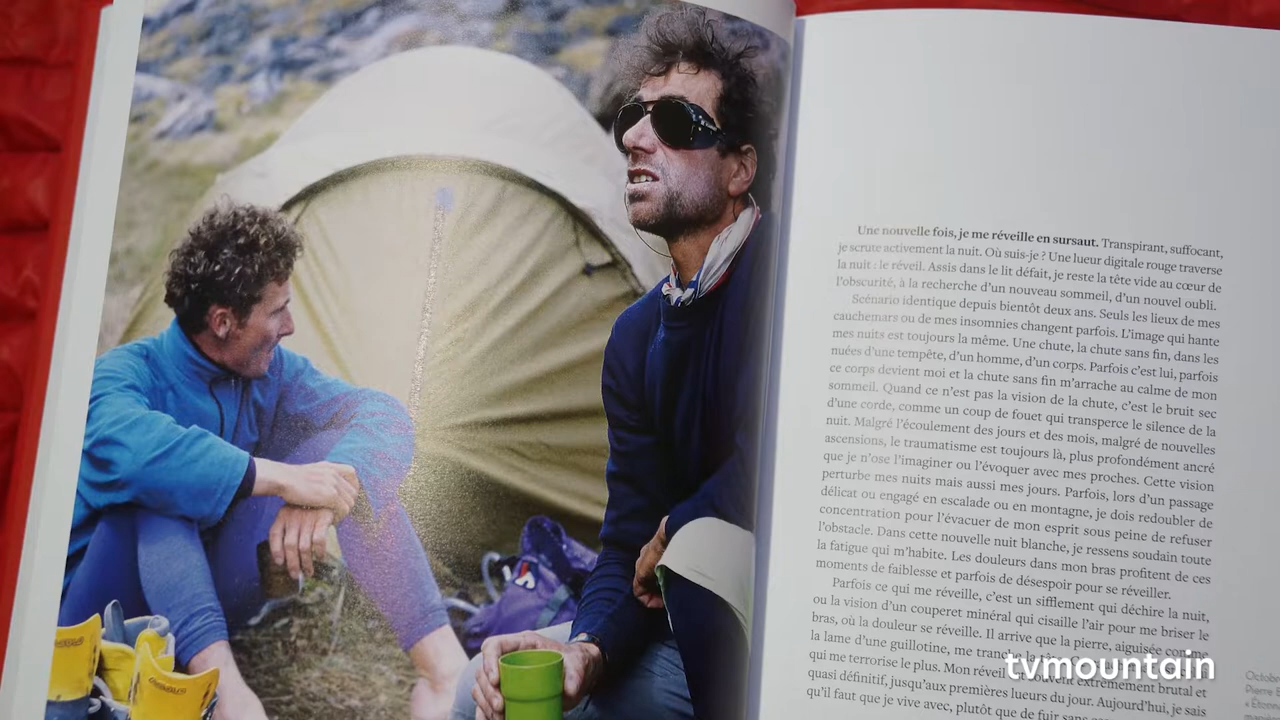 Une nouvelle fois, je me réveille en sursaut. Transpirant, suffocant,
je scrute activement la nuit. Où suis-je ? Une lueur digitale rouge traverse
la nuit : le réveil. Assis dans le lit défait, je reste la tête vide au cœur de
l’obscurité, à la recherche d’un nouveau sommeil, d’un nouvel oubli.
Scénario identique depuis bientôt deux ans. Seuls les lieux de mes
cauchemars ou de mes insomnies changent parfois. L’image qui hante
mes nuits est toujours la même. Une chute, la chute sans fin, dans les
nuées d’une tempête, d’un homme, d’un corps. Parfois c’est lui, parfois
ce corps devient moi et la chute sans fin m’arrache au calme de mon
sommeil. Quand ce n’est pas la vision de la chute, c’est le bruit sec
d’une corde, comme un coup de fouet qui transperce le silence de la
nuit. Malgré l’écoulement des jours et des mois, malgré de nouvelles
ascensions, le traumatisme est toujours là, plus profondément ancré
que je n’ose l’imaginer ou l’évoquer avec mes proches. Cette vision
perturbe mes nuits mais aussi mes jours. Parfois, lors d’un passage
délicat ou engagé en escalade ou en montagne, je dois redoubler de
concentration pour l’évacuer de mon esprit sous peine de refuser
l’obstacle. Dans cette nouvelle nuit blanche, je ressens soudain toute
la fatigue qui m’habite. Les douleurs dans mon bras profitent de ces
moments de faiblesse et parfois de désespoir pour se réveiller.
Parfois ce qui me réveille, c’est un sifflement qui déchire la nuit,
ou la vision d’un couperet minéral qui cisaille l’air pour me briser le
bras, où la douleur se réveille. Il arrive que la pierre, aiguisée comme
la lame d’une guillotine, me tranche la
qui me terrorise le plus. Mon réveil extrêmement brutal et
quasi définitif, jusqu’aux premières lueurs du jour. Aujourd’hui, je sais
qu’il faut que je vive avec, plutôt que de fuir sans
tvmountain
Octobre
Pierre